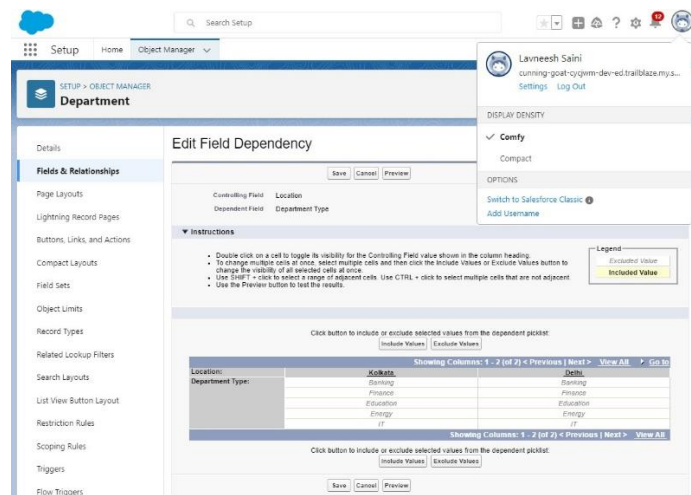 Search Setup
12
Setup
Home
Object Manager
SETUP > OBJECT MANAGER
Department
Lavneesh Saini
cunning-goat-cycjwm-dev-ed.trailblaze.my.s...
Settings Log Out
DISPLAY DENSITY
Comfy
Compact
OPTIONS
Switch to Salesforce Classic
Add Username
Details
Fields & Relationships
Page Layouts
Lightning Record Pages
Buttons, Links, and Actions
Compact Layouts
Field Sets
Object Limits
Record Types
Related Lookup Filters
Search Layouts
List View Button Layout
Restriction Rules
Scoping Rules
Triggers
Flow Triggers
Edit Field Dependency
Save Cancel Preview
Controlling Field Location
Dependent Field Department Type
Instructions
Double click on a cell to toggle its visibility for the Controlling Field value shown in the column heading.
To change multiple cells at once, select multiple cells and then click the Include Values or Exclude Values button to
change the visibility of all selected cells at once.
Use SHIFT + click to select a range of adjacent cells. Use CTRL + click to select multiple cells that are not adjacent.
Use the Preview button to test the results.
Legend
Excluded Value
Included Value
Click button to include or exclude selected values from the dependent picklist:
Include Values Exclude Values
Showing Columns: 1 - 2 (of 2) < Previous | Next > View All Go to
Location: Kolkata Delhi
Department Type: Banking Banking
Finance Finance
Education Education
Energy Energy
IT IT
Showing Columns: 1 - 2 (of 2) < Previous | Next > View All
Click button to include or exclude selected values from the dependent picklist:
Include Values Exclude Values
Save Cancel Preview